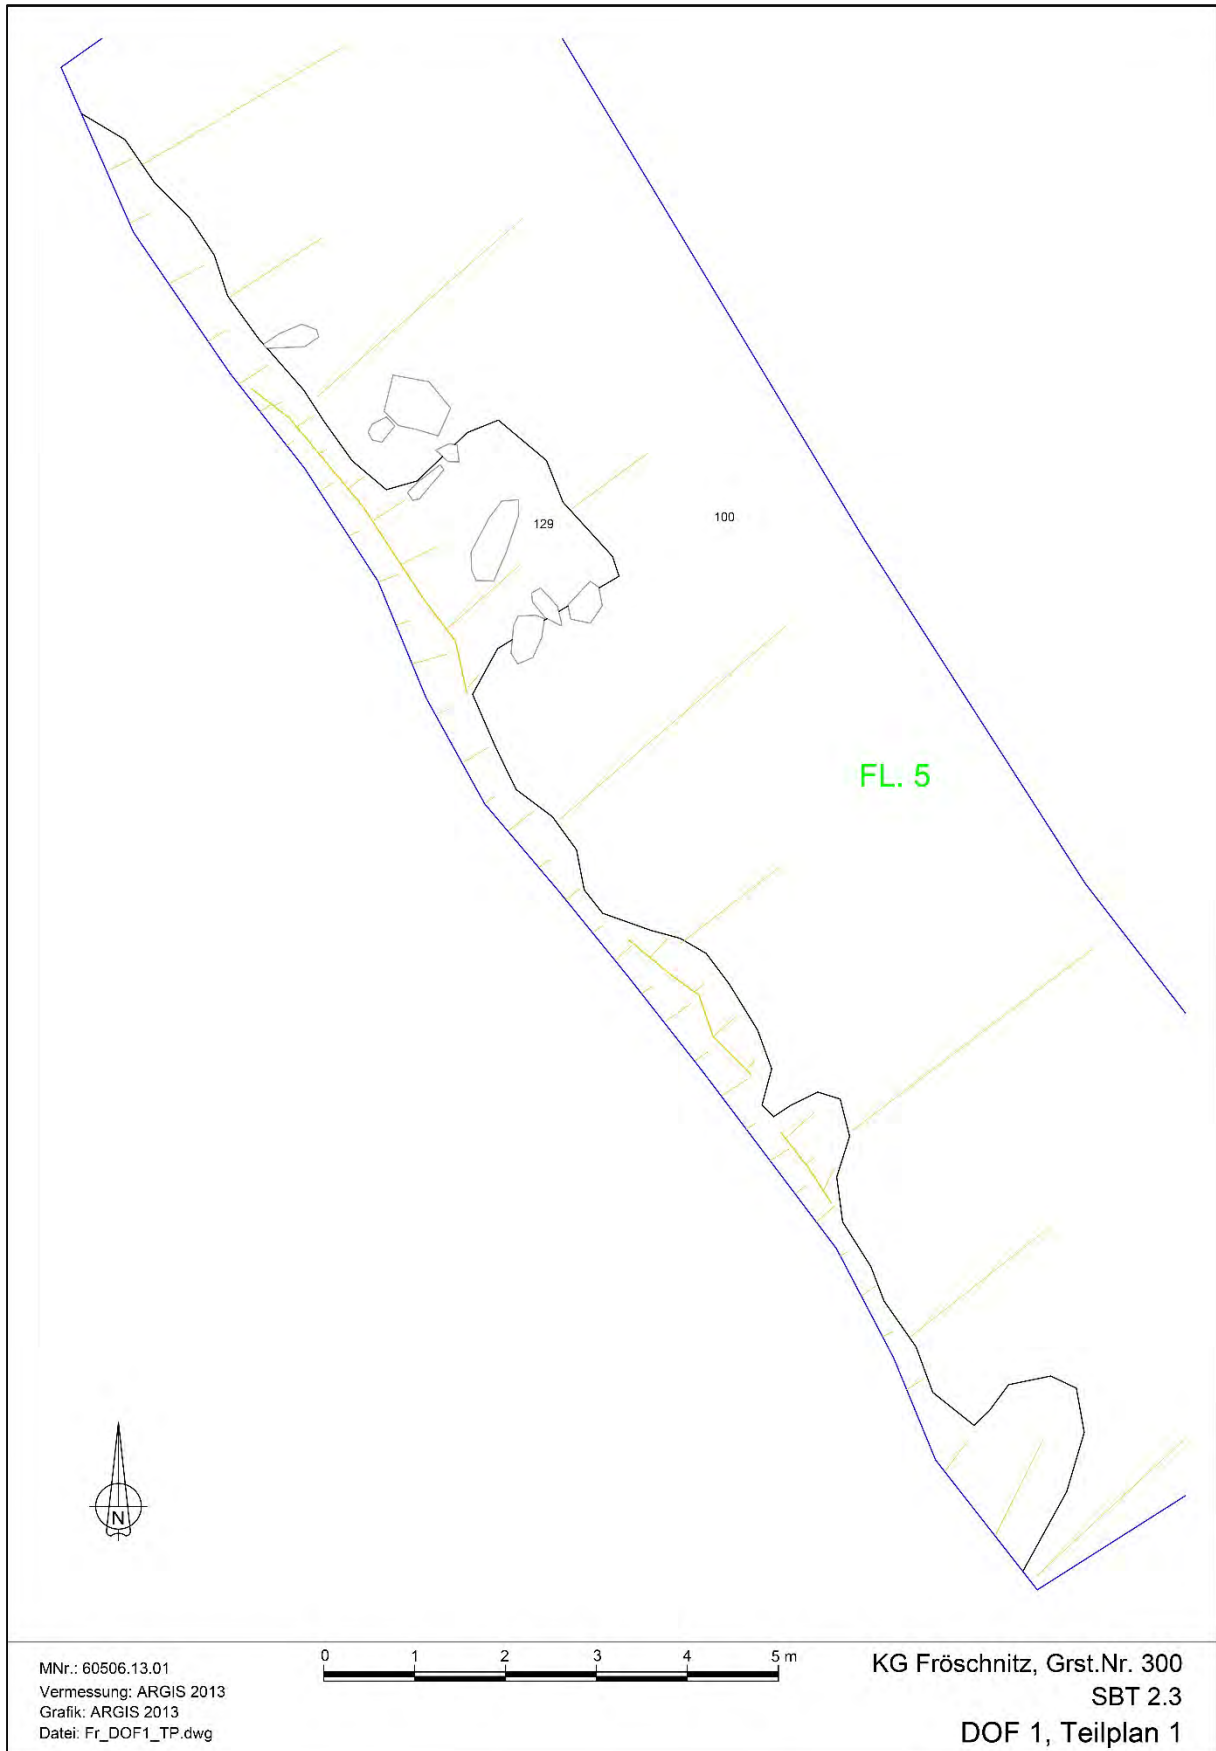 129
100
FL. 5
N
0 1 2 3 4 5 m
MNr.: 60506.13.01
Vermessung: ARGIS 2013
Grafik: ARGIS 2013
Datei: Fr_DOF1_TP.dwg
KG Fröschnitz, Grst.Nr. 300
SBT 2.3
DOF 1, Teilplan 1